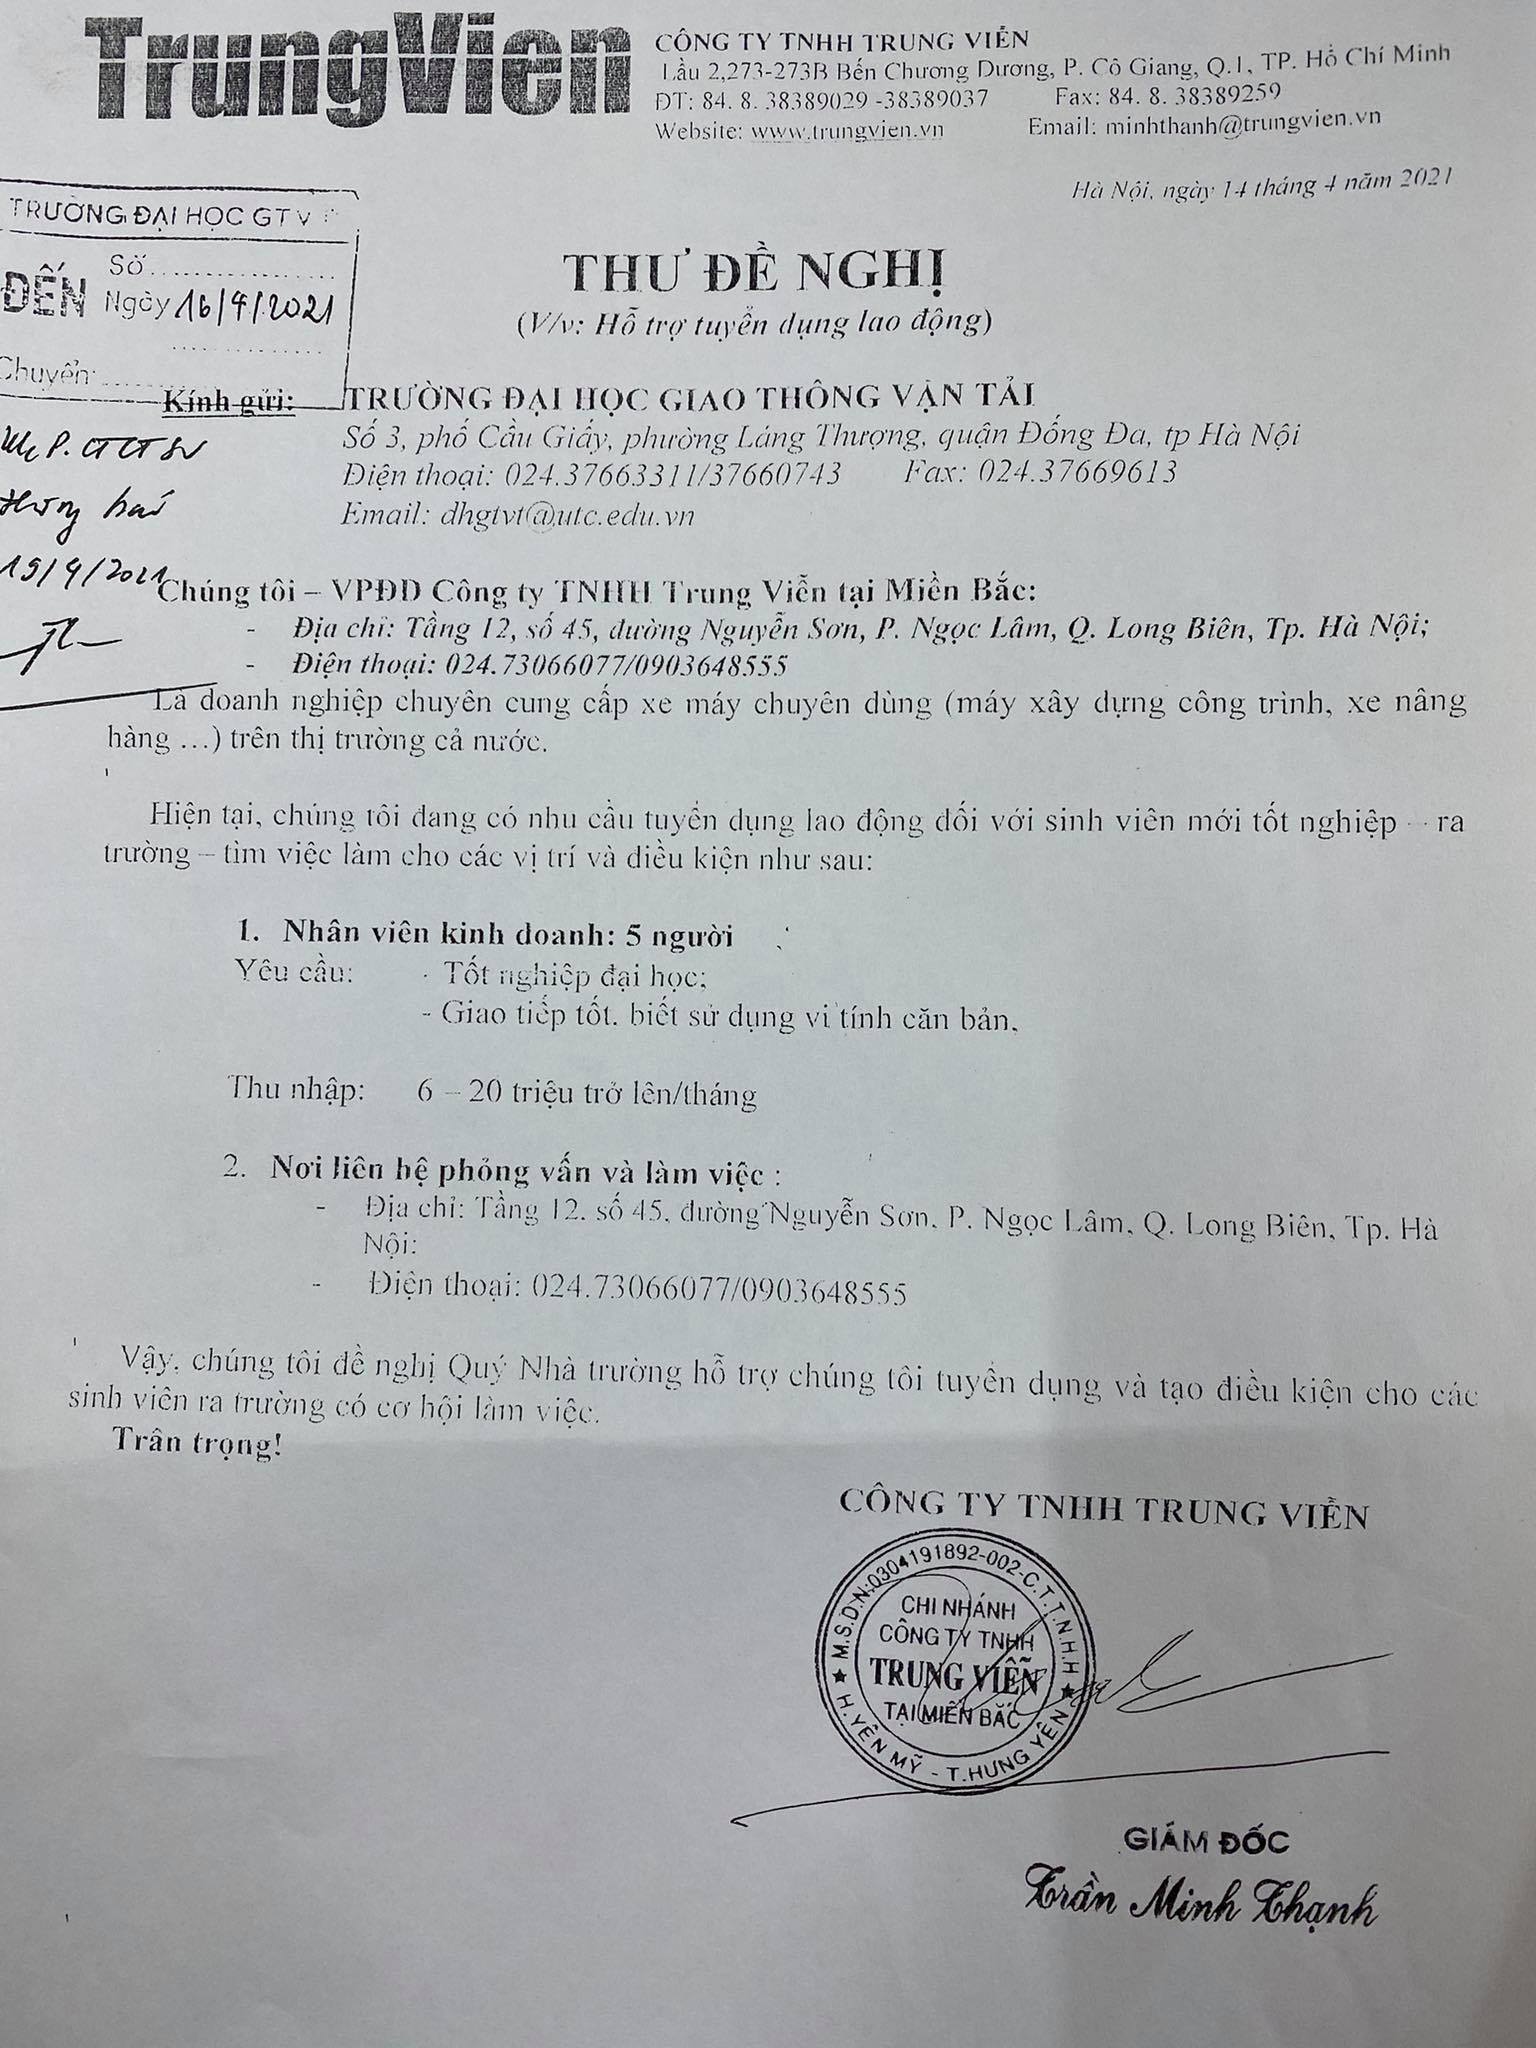 TrungVien
CÔNG TY TNHH TRUNG VIỄN
Lầu 2,273-273B Bến Chương Dương, P. Cô Giang, Q.1, TP. Hồ Chí Minh
ĐT: 84. 8. 38389029 -38389037 Fax: 84. 8. 38389259
Website: www.trungvien.vn Email: minhthanh@trungvien.vn
Hà Nội, ngày 14 tháng 4 năm 2021
TRƯỜNG ĐẠI HỌC GTV
ĐẾN
Số
Ngày 16/4/2021
Chuyển:
THƯ ĐỀ NGHỊ
(V/v: Hỗ trợ tuyển dụng lao động)
Kính gửi: TRƯỜNG ĐẠI HỌC GIAO THÔNG VẬN TẢI
Số 3, phố Cầu Giấy, phường Láng Thượng, quận Đống Đa, tp Hà Nội
Điện thoại: 024.37663311/37660743 Fax: 024.37669613
Email: dhgtvt@utc.edu.vn
P. CTCTSV
19/4/2021
Chúng tôi – VPĐD Công ty TNHH Trung Viễn tại Miền Bắc:
- Địa chỉ: Tầng 12, số 45, đường Nguyễn Sơn, P. Ngọc Lâm, Q. Long Biên, Tp. Hà Nội;
- Điện thoại: 024.73066077/0903648555
Là doanh nghiệp chuyên cung cấp xe máy chuyên dùng (máy xây dựng công trình, xe nâng
hàng ...) trên thị trường cả nước.
Hiện tại, chúng tôi đang có nhu cầu tuyển dụng lao động đối với sinh viên mới tốt nghiệp – ra
trường – tìm việc làm cho các vị trí và điều kiện như sau:
1. Nhân viên kinh doanh: 5 người
Yêu cầu: - Tốt nghiệp đại học;
- Giao tiếp tốt, biết sử dụng vi tính căn bản.
Thu nhập: 6 – 20 triệu trở lên/tháng
2. Nơi liên hệ phỏng vấn và làm việc :
- Địa chỉ: Tầng 12, số 45, đường Nguyễn Sơn, P. Ngọc Lâm, Q. Long Biên, Tp. Hà
Nội;
- Điện thoại: 024.73066077/0903648555
Vậy, chúng tôi đề nghị Quý Nhà trường hỗ trợ chúng tôi tuyển dụng và tạo điều kiện cho các
sinh viên ra trường có cơ hội làm việc.
Trân trọng!
CÔNG TY TNHH TRUNG VIỄN
M.S.D.N:0304191892-002-C.T.T.N.H.H
CHI NHÁNH
CÔNG TY TNHH
TRUNG VIỄN
TẠI MIỀN BẮC
H.YÊN MỸ - T.HƯNG YÊN
GIÁM ĐỐC
Trần Minh Thạnh